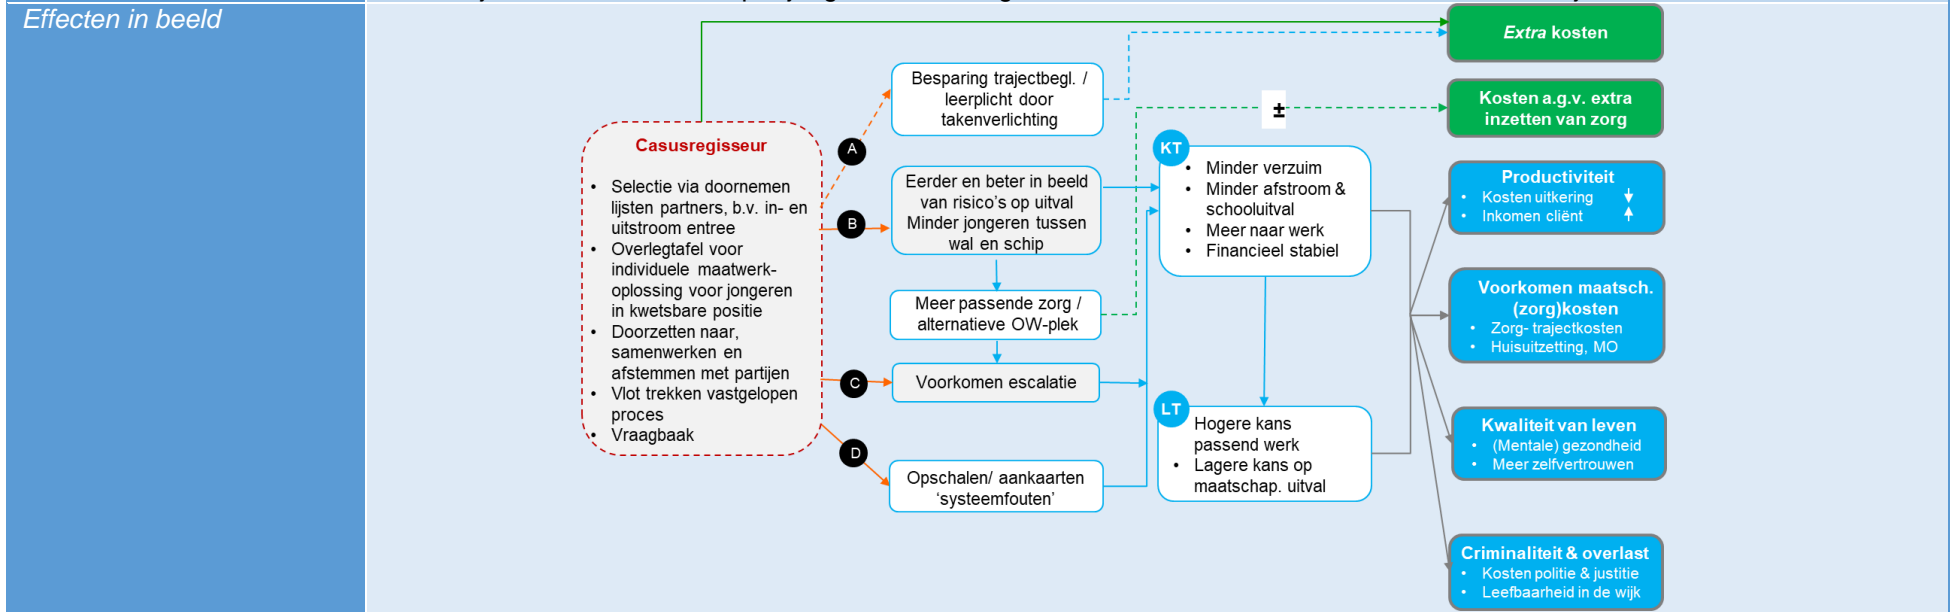 Effecten in beeld
Extra kosten
Besparing trajectbegl. /
leerplicht door
takenverlichting
Kosten a.g.v. extra
inzetten van zorg
±
Casusregisseur
• Selectie via doornemen
lijsten partners, b.v. in- en
uitstroom entree
• Overlegtafel voor
individuele maatwerk-
oplossing voor jongeren
in kwetsbare positie
• Doorzetten naar,
samenwerken en
afstemmen met partijen
• Vlot trekken vastgelopen
proces
• Vraagbaak
A
B
C
D
Eerder en beter in beeld
van risico's op uitval
Minder jongeren tussen
wal en schip
Meer passende zorg /
alternatieve OW-plek
Voorkomen escalatie
Opschalen/ aankaarten
‘systeemfouten’
KT
• Minder verzuim
• Minder afstroom &
schooluitval
• Meer naar werk
• Financieel stabiel
LT
Hogere kans
passend werk
• Lagere kans op
maatschap. uitval
Productiviteit
• Kosten uitkering
• Inkomen cliënt
Voorkomen maatsch.
(zorg)kosten
• Zorg- trajectkosten
• Huisuitzetting, MO
Kwaliteit van leven
• (Mentale) gezondheid
• Meer zelfvertrouwen
Criminaliteit & overlast
• Kosten politie & justitie
• Leefbaarheid in de wijk